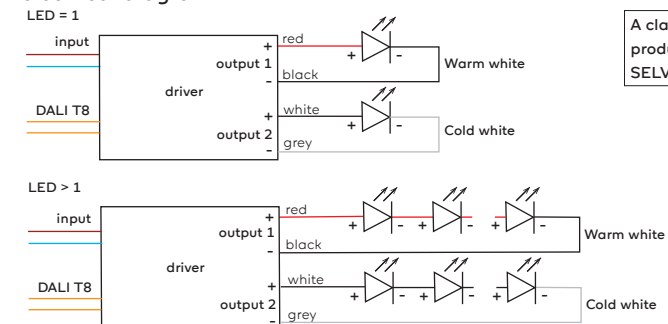 LED = 1
input
DALI T8
driver
+
output 1
-
+
output 2
-
red
black
white
grey
+ -
Warm white
+ -
Cold white
A cla
produ
SELV
LED > 1
input
DALI T8
driver
+
output 1
-
+
output 2
-
red
black
white
grey
+ - + - + -
Warm white
+ - + - + -
Cold white